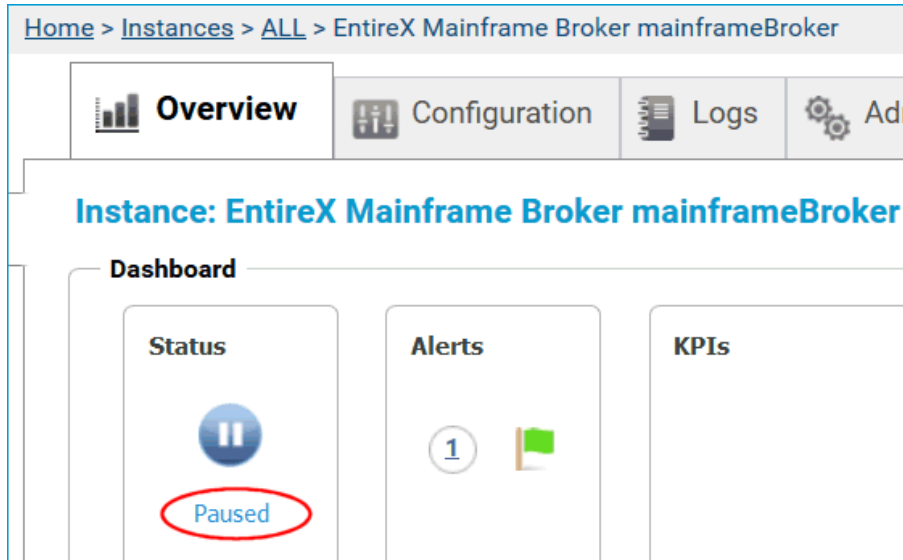 Home > Instances > ALL > EntireX Mainframe Broker mainframeBroker
Overview Configuration Logs
Instance: EntireX Mainframe Broker mainframeBroker
Dashboard
Status Alerts KPIs
1
Paused